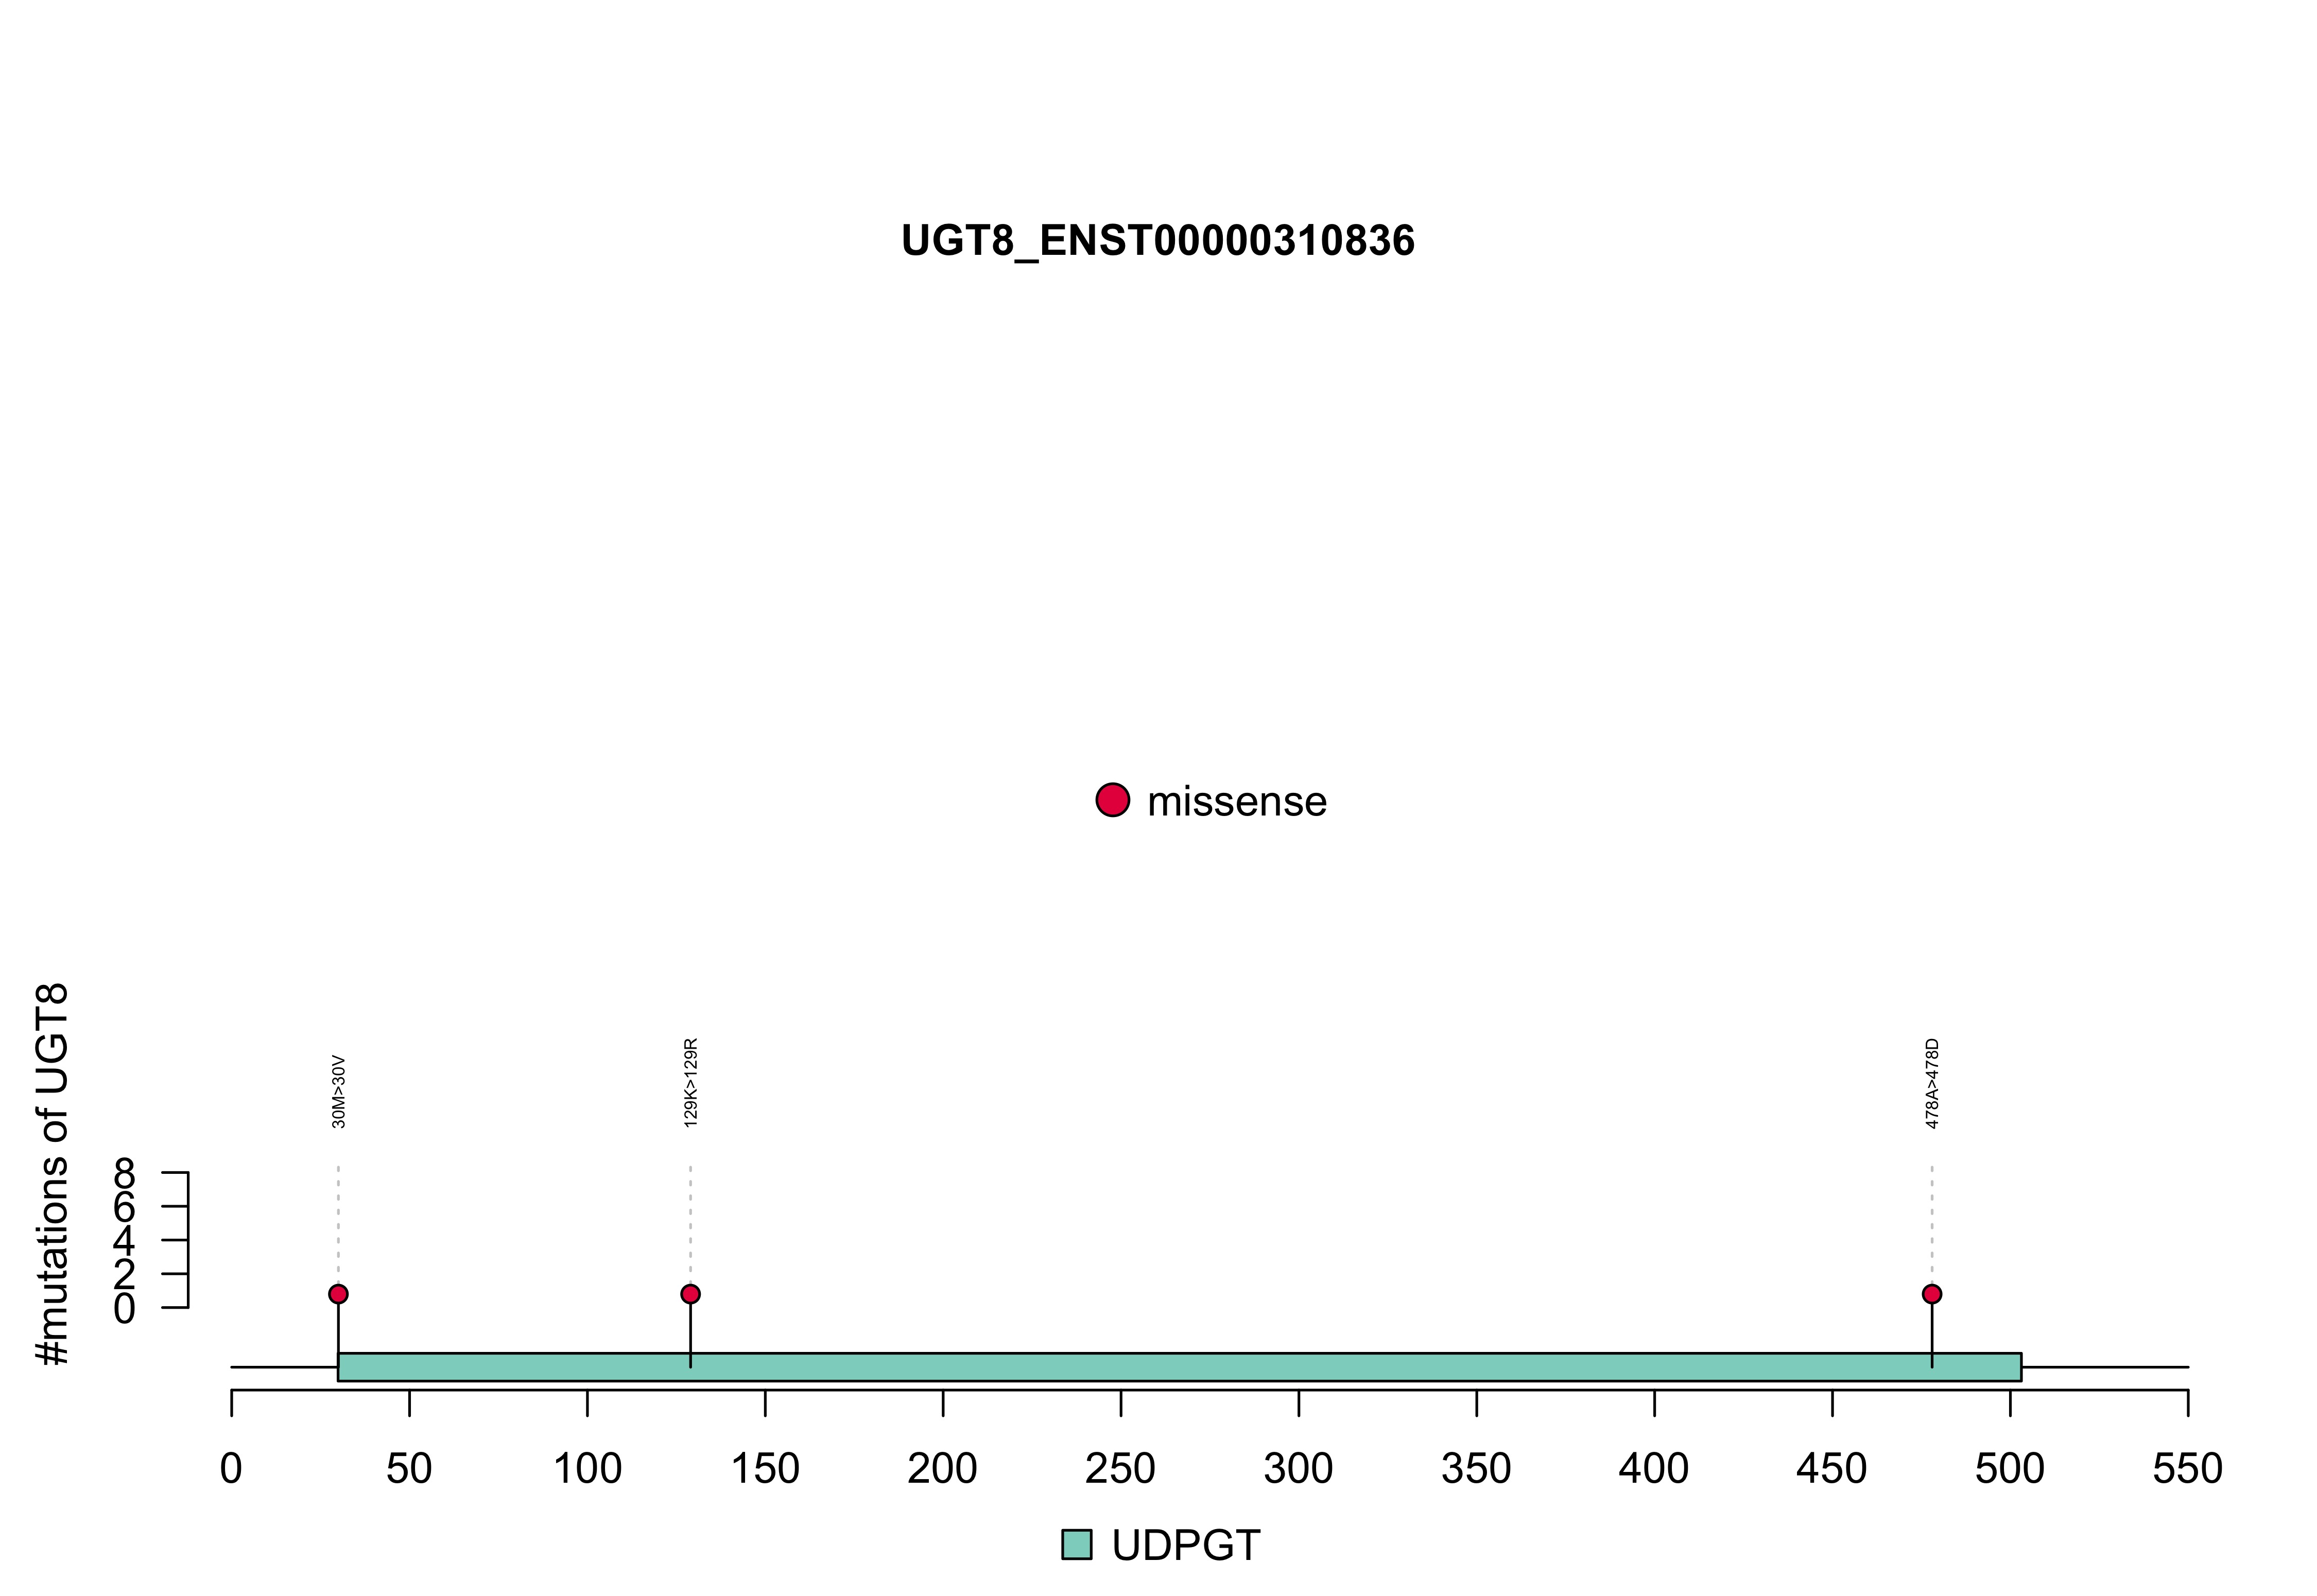 UGT8_ENST00000310836
missense
#mutations of UGT8
30M>30V
129K>129R
478A>478D
8
6
4
2
0
0 50 100 150 200 250 300 350 400 450 500 550
UDPGT